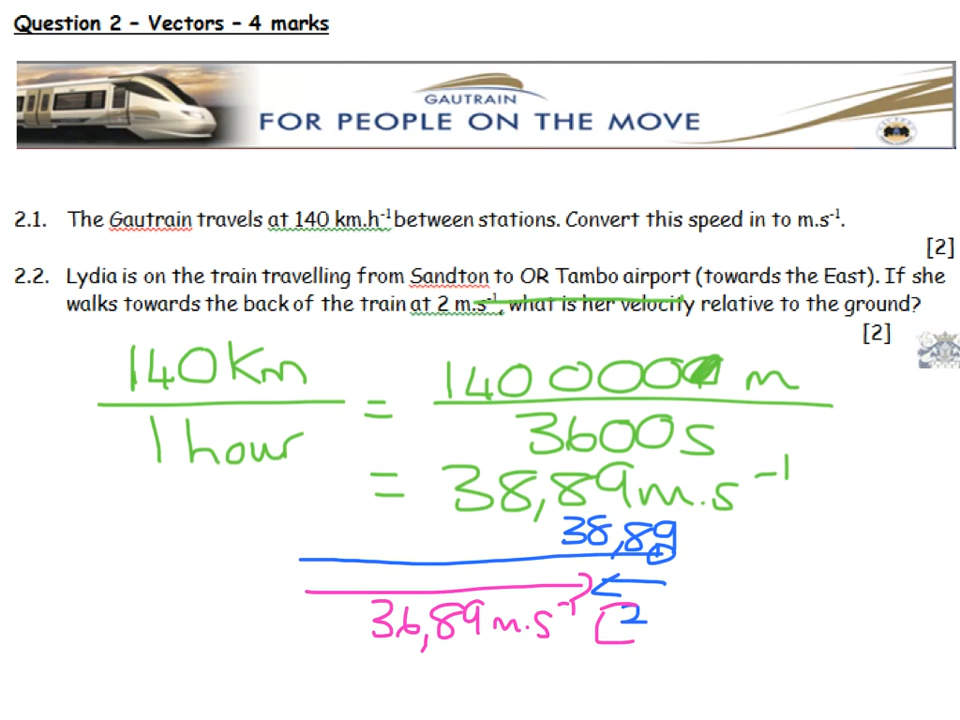 Question 2 – Vectors – 4 marks
GAUTRAIN
FOR PEOPLE ON THE MOVE
2.1. The Gautrain travels at 140 km.h⁻¹ between stations. Convert this speed in to m.s⁻¹.
[2]
2.2. Lydia is on the train travelling from Sandton to OR Tambo airport (towards the East). If she
walks towards the back of the train at 2 m.s⁻¹, what is her velocity relative to the ground?
[2]
140 Km = 140 000 m
1 hour 3600 s
= 38,89 m.s⁻¹
38,89
36,89 m.s⁻¹ E
2